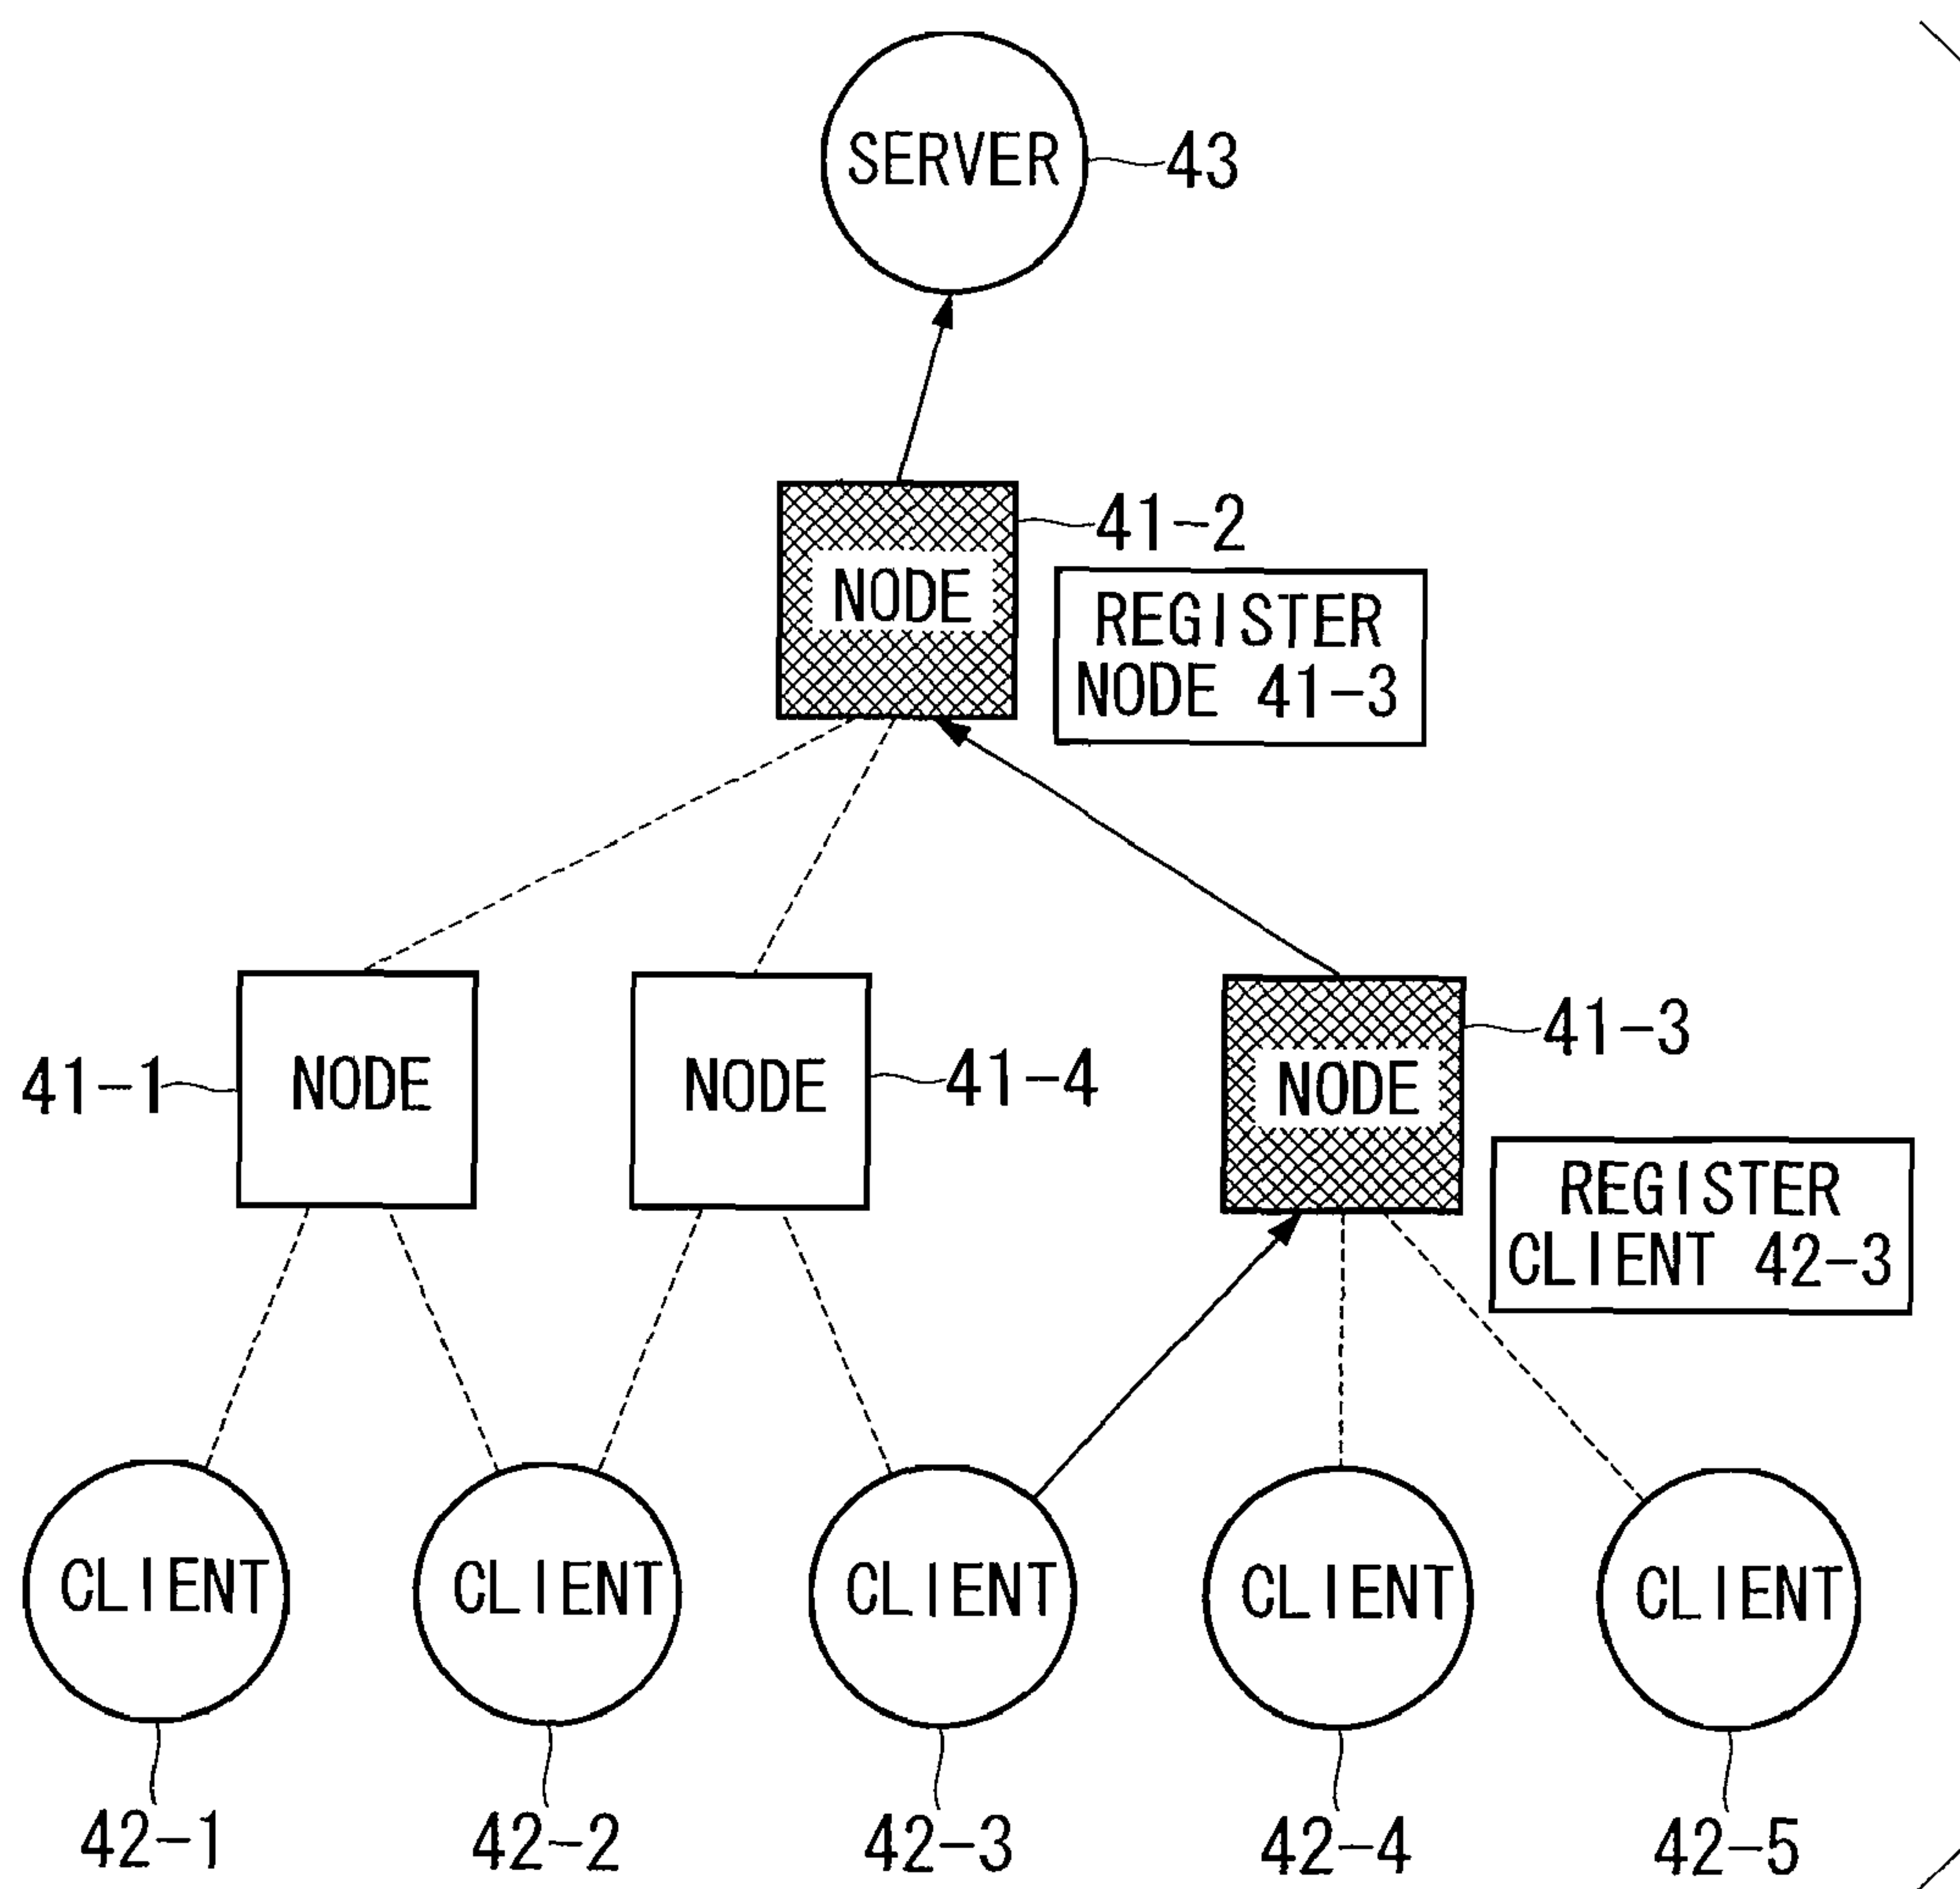 SERVER
43
41-2
NODE
REGISTER
NODE 41-3
41-1
NODE
NODE
41-4
NODE
41-3
REGISTER
CLIENT 42-3
CLIENT
CLIENT
CLIENT
CLIENT
CLIENT
42-1
42-2
42-3
42-4
42-5